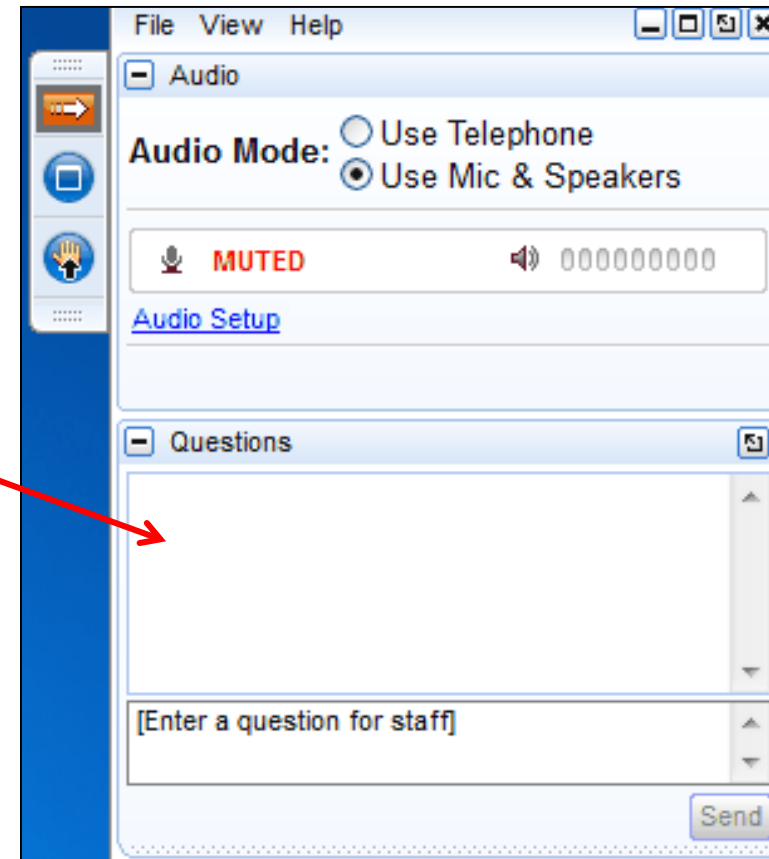 File View Help
Audio
Audio Mode: Use Telephone
Use Mic & Speakers
MUTED 000000000
Audio Setup
Questions
[Enter a question for staff]
Send